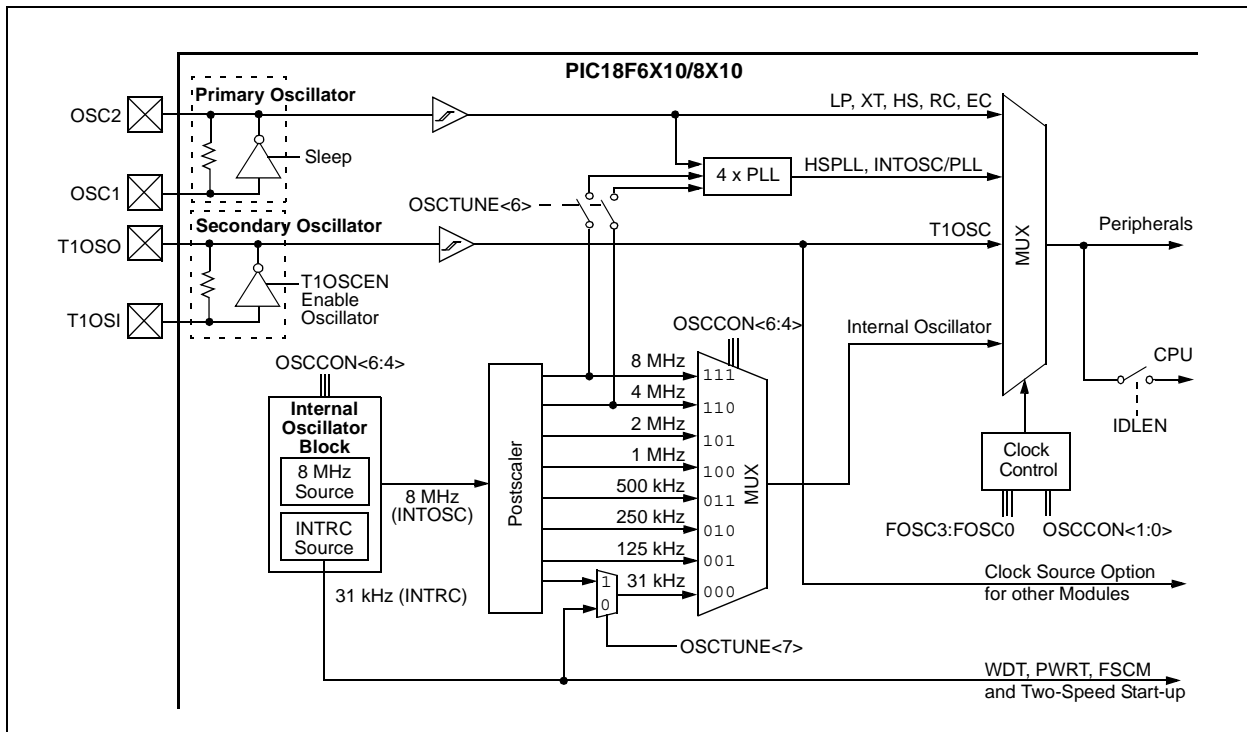 PIC18F6X10/8X10
Primary Oscillator
OSC2
Sleep
OSC1
LP, XT, HS, RC, EC
4 x PLL
HSPLL, INTOSC/PLL
OSCTUNE<6>
Secondary Oscillator
T1OSO
T1OSCEN
Enable
Oscillator
T1OSI
T1OSC
MUX
Peripherals
Internal Oscillator
CPU
IDLEN
Clock
Control
FOSC3:FOSC0
OSCCON<1:0>
OSCCON<6:4>
Internal
Oscillator
Block
8 MHz
Source
INTRC
Source
8 MHz
(INTOSC)
31 kHz (INTRC)
Postscaler
OSCCON<6:4>
8 MHz
111
4 MHz
110
2 MHz
101
1 MHz
100
500 kHz
011
250 kHz
010
125 kHz
001
1
0
31 kHz
000
MUX
OSCTUNE<7>
Clock Source Option
for other Modules
WDT, PWRT, FSCM
and Two-Speed Start-up